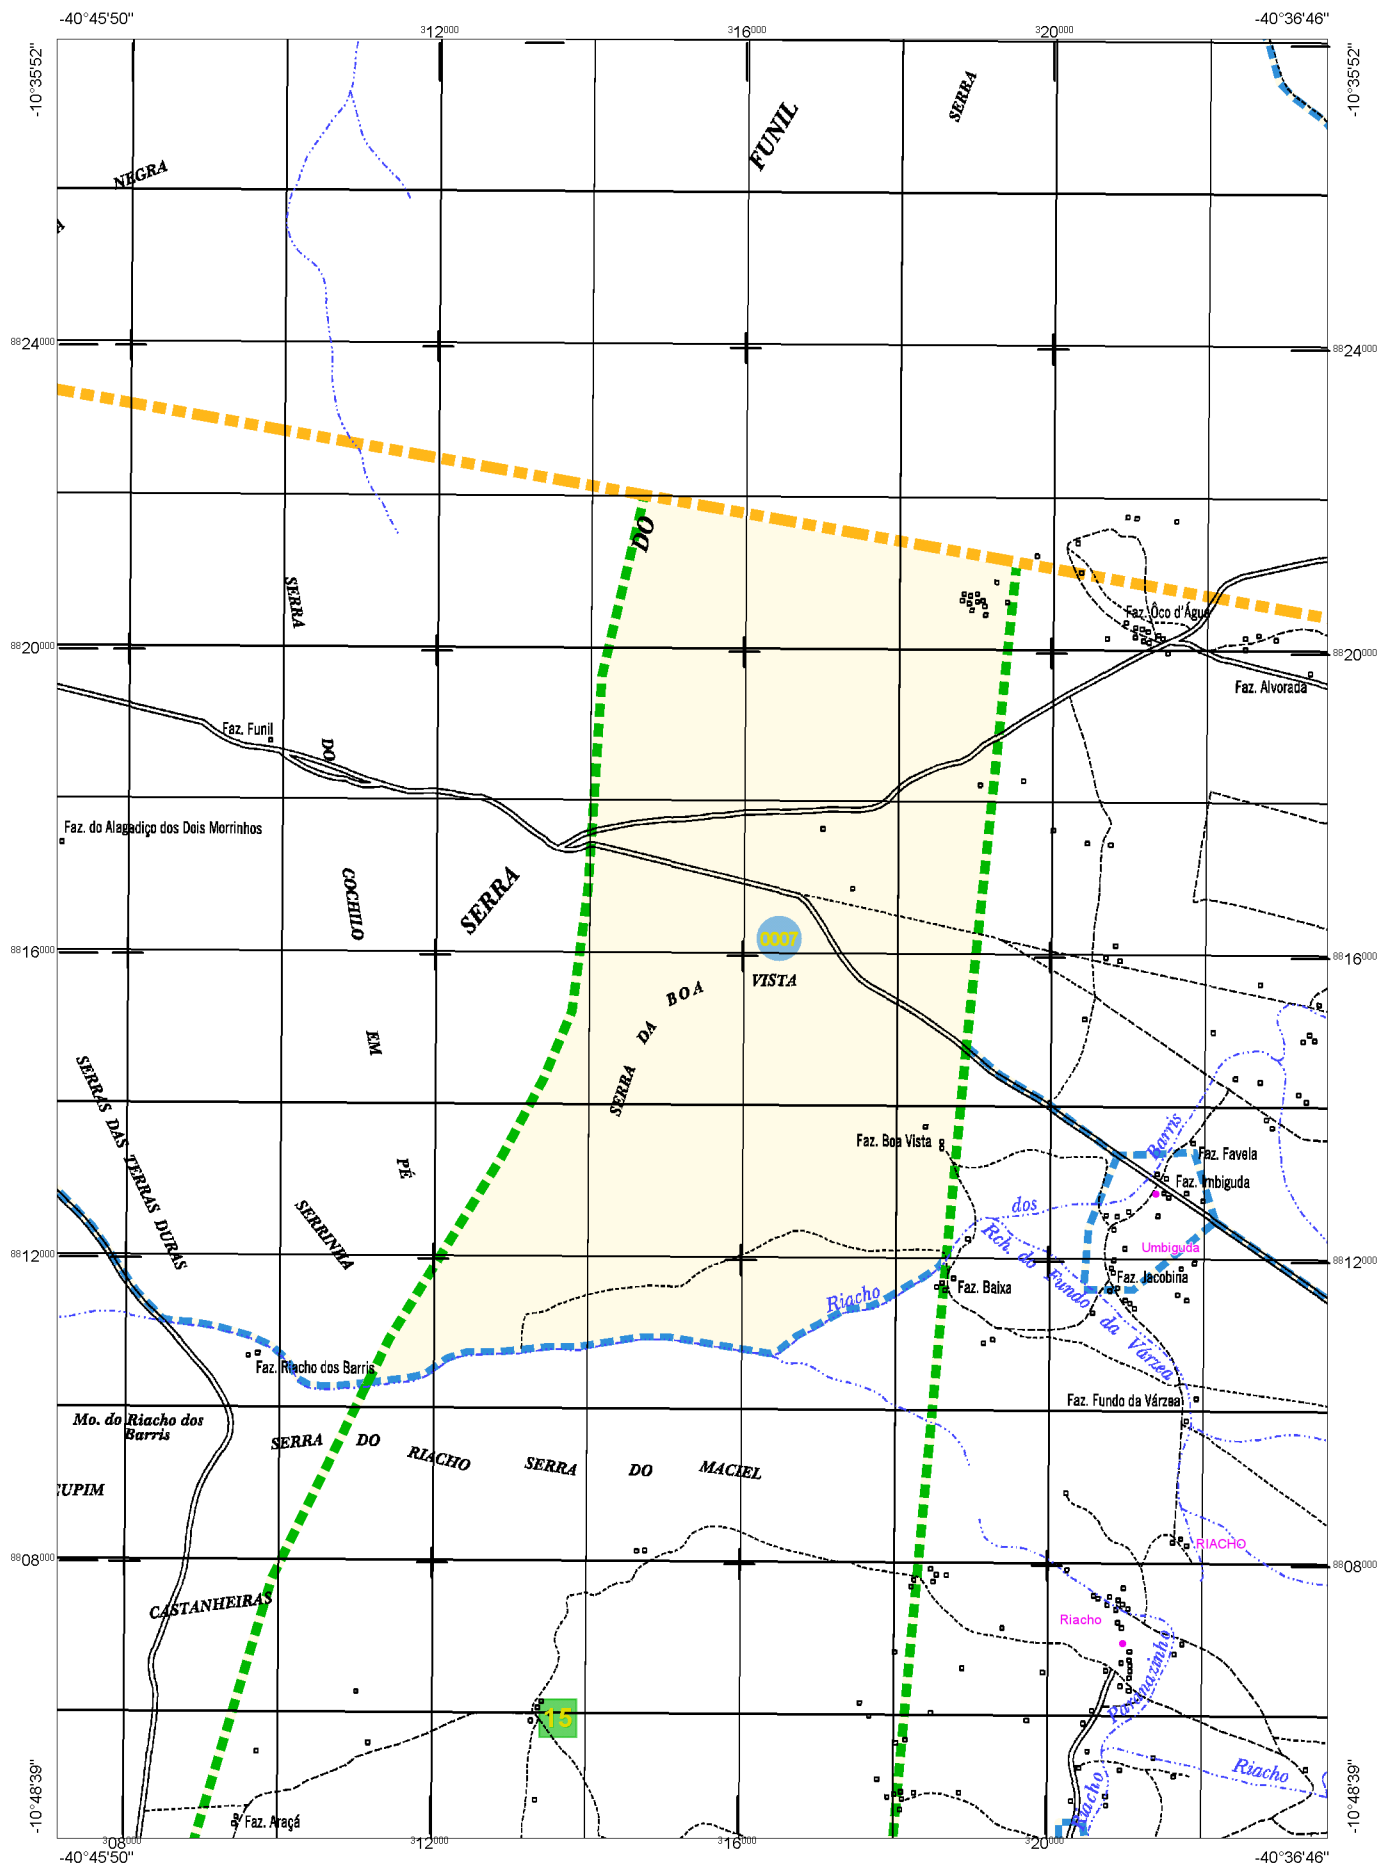 -40°45'50"
-40°36'46"
312000
316000
320000
-10°35'52"
-10°35'52"
SERRA
FUNIL
NEGRA
A
8824000
8824000
DO
SERRA
Faz. Ôco d'Água
8820000
8820000
Faz. Alvorada
Faz. Funil
DO
Faz. do Alagadiço dos Dois Morrinhos
COCHILO
SERRA
0007
8816000
8816000
VISTA
BOA
DA
SERRA
EM
SERRAS DAS TERRAS DURAS
Barris
Faz. Boa Vista
Faz. Favela
PÉ
Faz. Imbiguda
dos
SERRINHA
Rch. do Fundo da Várzea
Umbiguda
8812000
8812000
Faz. Jacobina
Faz. Baixa
Riacho
Faz. Riacho dos Barris
Faz. Fundo da Várzea
Mo. do Riacho dos
Barris
SERRA DO RIACHO
SERRA DO MACIEL
CUPIM
RIACHO
8808000
8808000
CASTANHEIRAS
Riacho
Paranazinho
15
Riacho
Riacho
-10°48'39"
-10°48'39"
Faz. Araçá
308000
312000
316000
320000
-40°45'50"
-40°36'46"